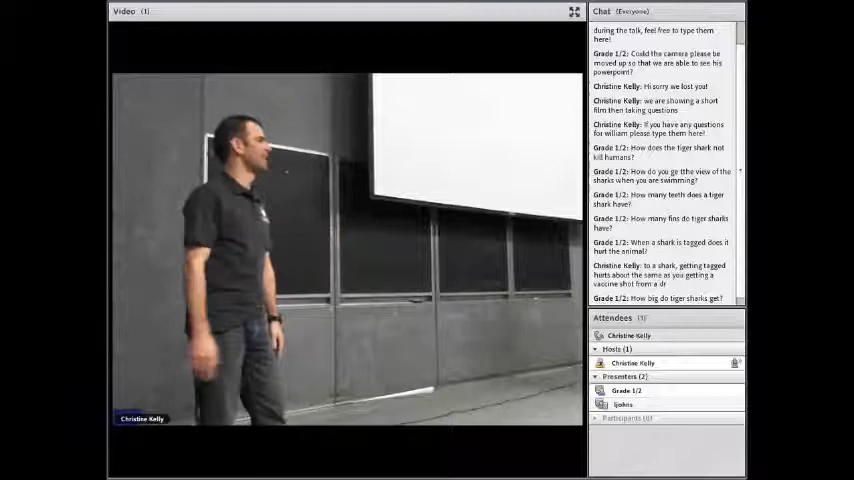 Video (1)
Chat (Everyone)
during the talk, feel free to type them
here!
Grade 1/2: Could the camera please be
moved up so that we are able to see his
powerpoint?
Christine Kelly: Hi sorry we lost you!
Christine Kelly: we are showing a short
film then taking questions
Christine Kelly: If you have any questions
for william please type them here!
Grade 1/2: How does the tiger shark not
kill humans?
Grade 1/2: How do you ge tthe view of the
sharks when you are swimming?
Grade 1/2: How many teeth does a tiger
shark have?
Grade 1/2: How many fins do tiger sharks
have?
Grade 1/2: When a shark is tagged does it
hurt the animal?
Christine Kelly: to a shark, getting tagged
hurts about the same as you getting a
vaccine shot from a dr
Grade 1/2: How big do tiger sharks get?
Attendees (3)
Christine Kelly
Hosts (1)
Christine Kelly
Presenters (2)
Grade 1/2
ljohns
Participants (0)
Christine Kelly